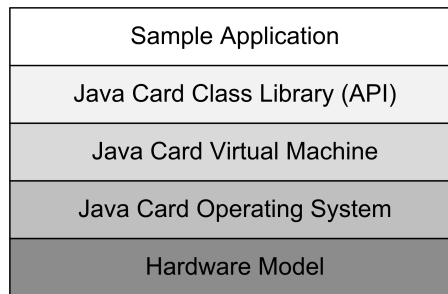 Sample Application
Java Card Class Library (API)
Java Card Virtual Machine
Java Card Operating System
Hardware Model